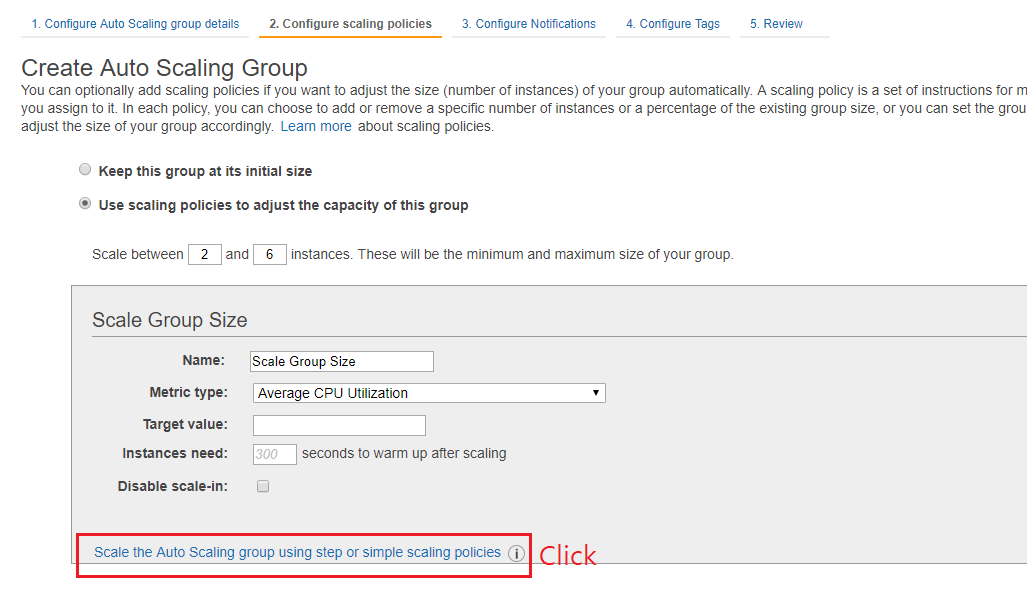 1. Configure Auto Scaling group details 2. Configure scaling policies 3. Configure Notifications 4. Configure Tags 5. Review
Create Auto Scaling Group
You can optionally add scaling policies if you want to adjust the size (number of instances) of your group automatically. A scaling policy is a set of instructions for m
you assign to it. In each policy, you can choose to add or remove a specific number of instances or a percentage of the existing group size, or you can set the grou
adjust the size of your group accordingly. Learn more about scaling policies.
Keep this group at its initial size
Use scaling policies to adjust the capacity of this group
Scale between 2 and 6 instances. These will be the minimum and maximum size of your group.
Scale Group Size
Name: Scale Group Size
Metric type: Average CPU Utilization
Target value:
Instances need: 300 seconds to warm up after scaling
Disable scale-in:
Scale the Auto Scaling group using step or simple scaling policies i Click